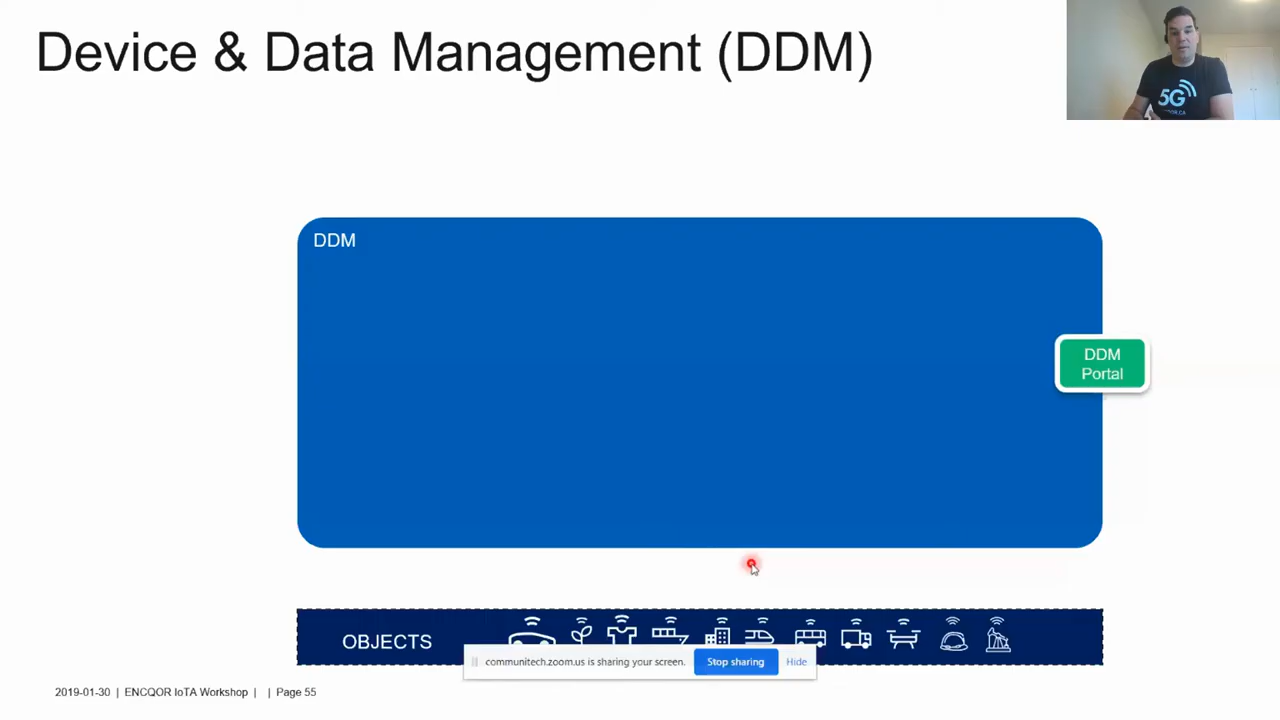 Device & Data Management (DDM)
5G
DDM
DDM
Portal
OBJECTS
communitech.zoom.us is sharing your screen.
Stop sharing
Hide
2019-01-30 | ENCQOR IoTA Workshop | | Page 55